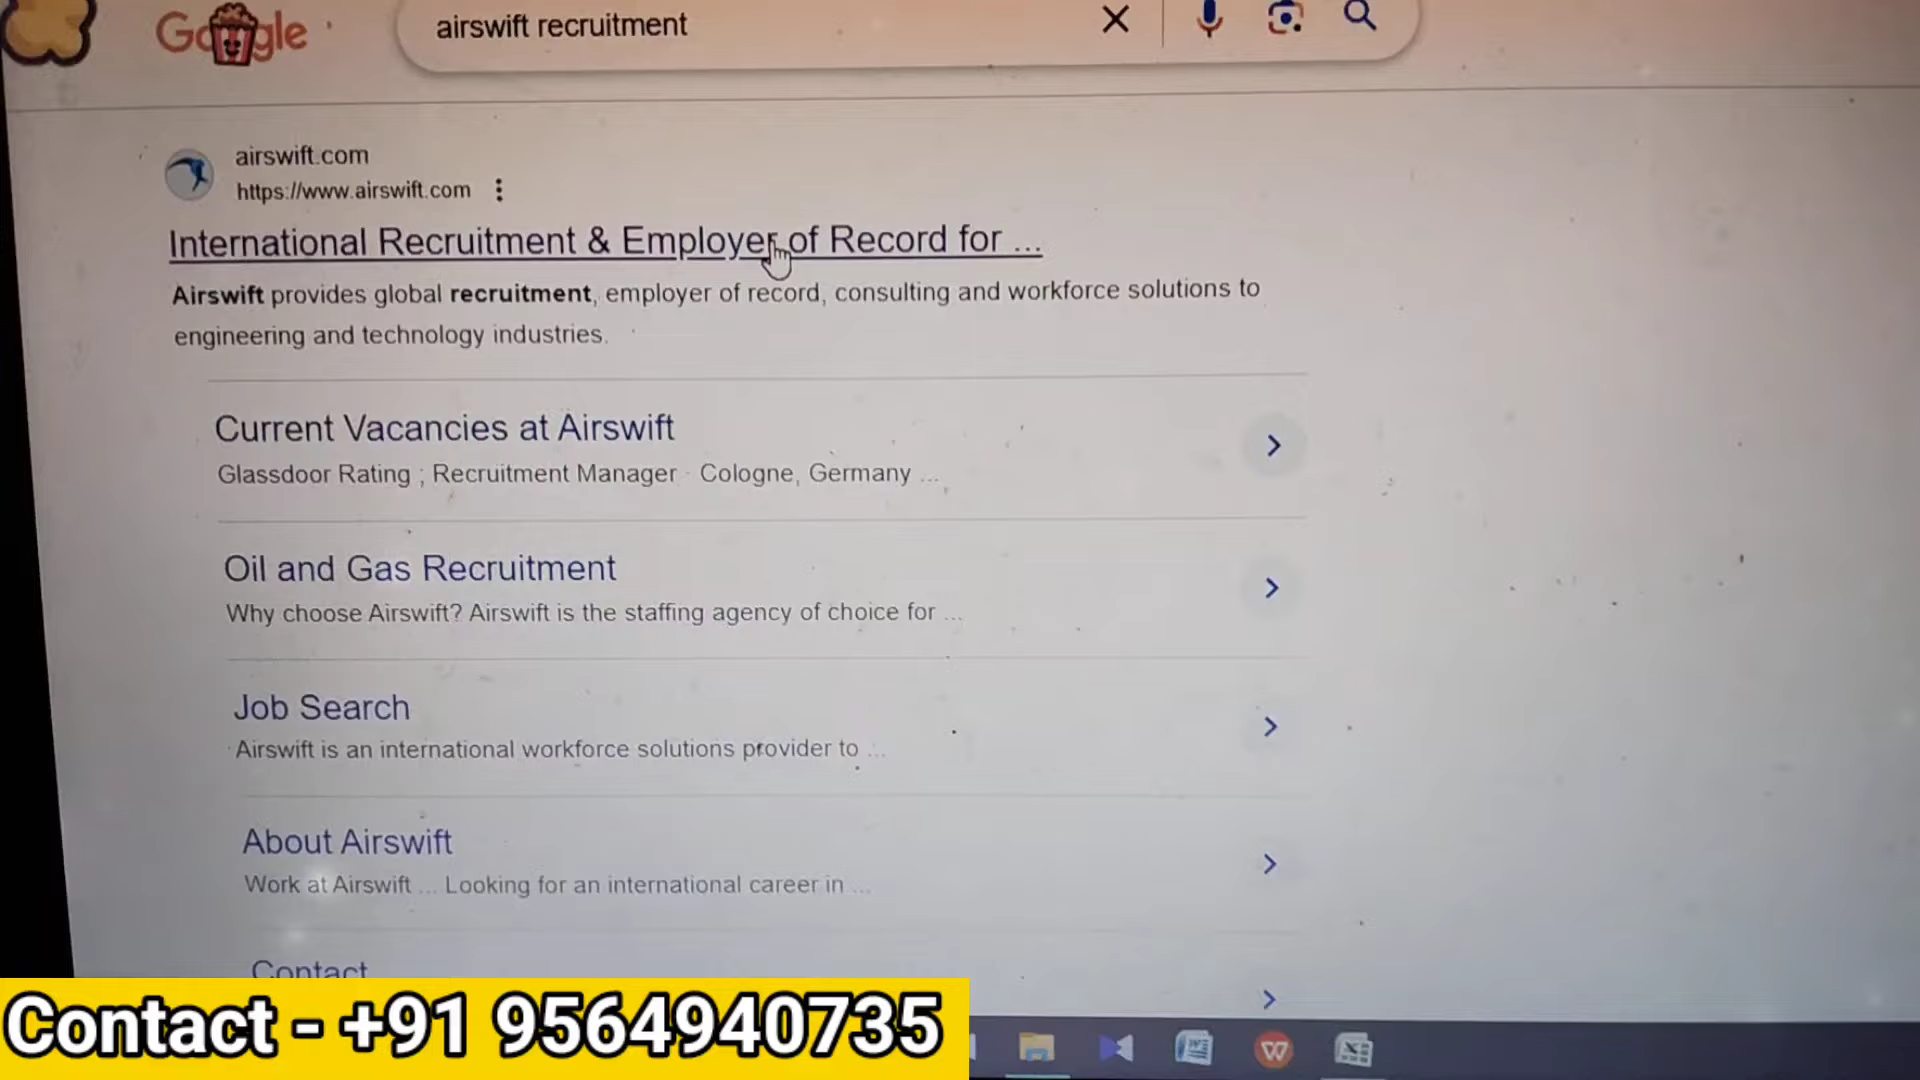 Google
airswift recruitment
airswift.com
https://www.airswift.com
International Recruitment & Employer of Record for ...
Airswift provides global recruitment, employer of record, consulting and workforce solutions to
engineering and technology industries.
Current Vacancies at Airswift
Glassdoor Rating ; Recruitment Manager · Cologne, Germany ...
Oil and Gas Recruitment
Why choose Airswift? Airswift is the staffing agency of choice for ...
Job Search
Airswift is an international workforce solutions provider to ...
About Airswift
Work at Airswift ... Looking for an international career in ...
Contact
Contact - +91 9564940735